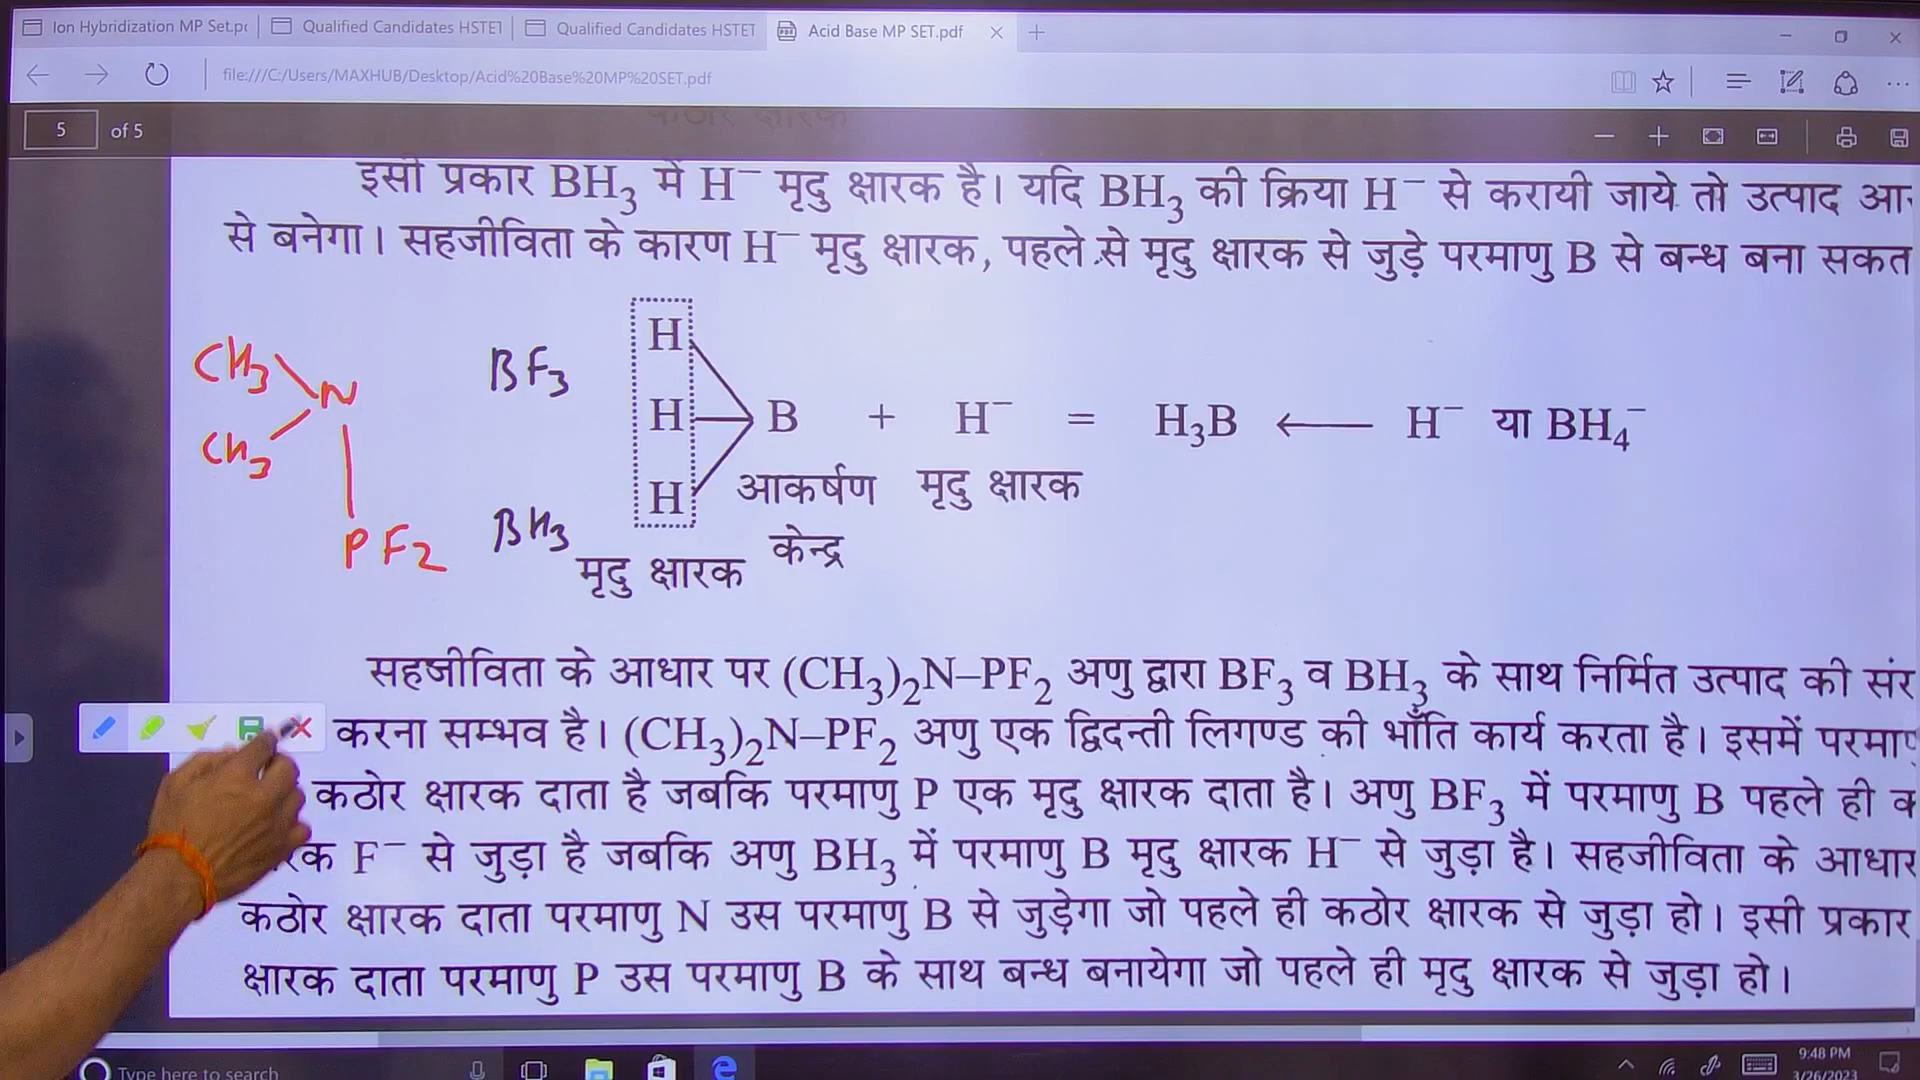 Ion Hybridization MP Set.pc
Qualified Candidates HSTET
Qualified Candidates HSTET
Acid Base MP SET.pdf
file:///C:/Users/MAXHUB/Desktop/Acid%20Base%20MP%20SET.pdf
5 of 5
इसी प्रकार BH₃ में H⁻ मृदु क्षारक है। यदि BH₃ की क्रिया H⁻ से करायी जाये तो उत्पाद
से बनेगा। सहजीविता के कारण H⁻ मृदु क्षारक, पहले से मृदु क्षारक से जुड़े परमाणु B से बन्ध बना सकत
CH₃
N
CH₃
PF₂
BF₃
BH₃
H
H B + H⁻ = H₃B ← H⁻ या BH₄⁻
H
आकर्षण मृदु क्षारक
केन्द्र
मृदु क्षारक
सहजीविता के आधार पर (CH₃)₂N–PF₂ अणु द्वारा BF₃ व BH₃ के साथ निर्मित उत्पाद की सं
करना सम्भव है। (CH₃)₂N–PF₂ अणु एक द्विदन्ती लिगण्ड की भाँति कार्य करता है। इसमें
कठोर क्षारक दाता है जबकि परमाणु P एक मृदु क्षारक दाता है। अणु BF₃ में परमाणु B पहले ही
F⁻ से जुड़ा है जबकि अणु BH₃ में परमाणु B मृदु क्षारक H⁻ से जुड़ा है। सहजीविता के आधार
कठोर क्षारक दाता परमाणु N उस परमाणु B से जुड़ेगा जो पहले ही कठोर क्षारक से जुड़ा हो। इसी प्रकार
क्षारक दाता परमाणु P उस परमाणु B के साथ बन्ध बनायेगा जो पहले ही मृदु क्षारक से जुड़ा हो।
Type here to search
9:48 PM
3/26/2023